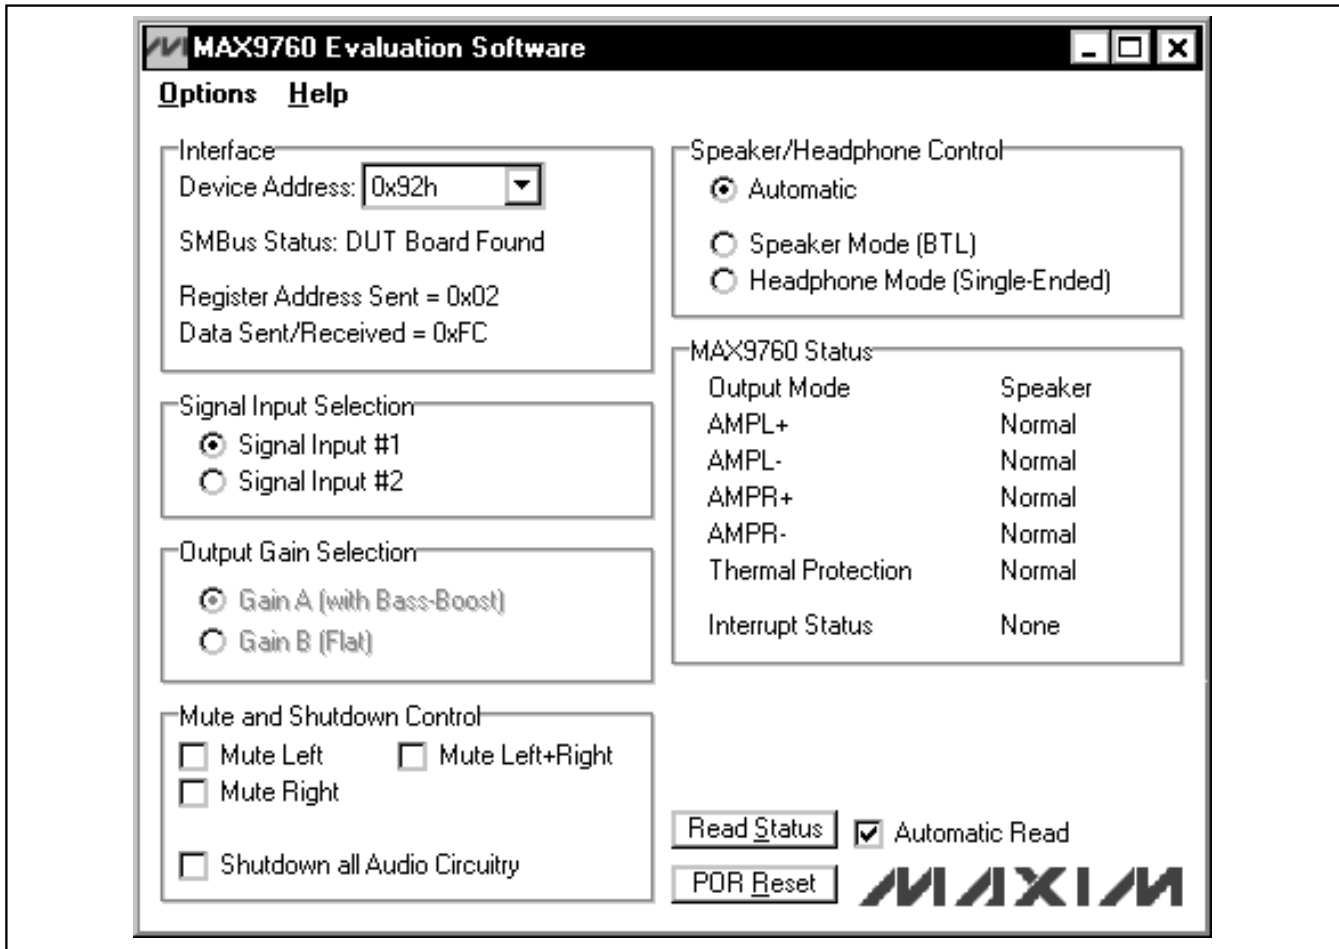 MAX9760 Evaluation Software
Options Help
Interface
Device Address: 0x92h
SMBus Status: DUT Board Found
Register Address Sent = 0x02
Data Sent/Received = 0xFC
Signal Input Selection
Signal Input #1
Signal Input #2
Output Gain Selection
Gain A (with Bass-Boost)
Gain B (Flat)
Mute and Shutdown Control
Mute Left Mute Left+Right
Mute Right
Shutdown all Audio Circuitry
Speaker/Headphone Control
Automatic
Speaker Mode (BTL)
Headphone Mode (Single-Ended)
MAX9760 Status
Output Mode Speaker
AMPL+ Normal
AMPL- Normal
AMPR+ Normal
AMPR- Normal
Thermal Protection Normal
Interrupt Status None
Read Status Automatic Read
POR Reset MAXIM